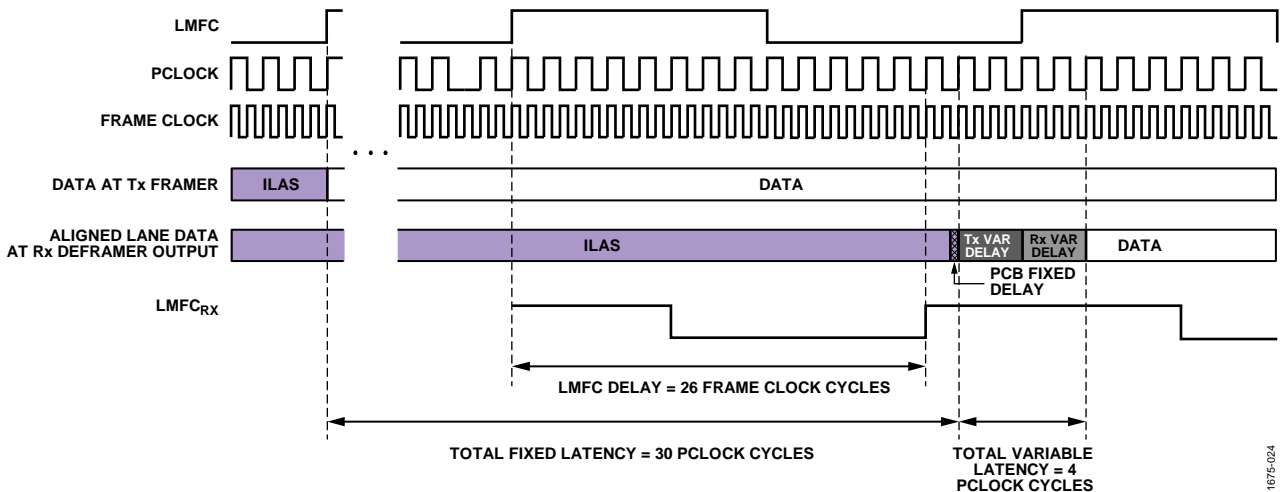 LMFC
PCLOCK
FRAME CLOCK
. . .
DATA AT Tx FRAMER
ILAS
DATA
ALIGNED LANE DATA
AT Rx DEFRAMER OUTPUT
ILAS
Tx VAR
DELAY
Rx VAR
DELAY
DATA
PCB FIXED
DELAY
LMFCRX
LMFC DELAY = 26 FRAME CLOCK CYCLES
TOTAL FIXED LATENCY = 30 PCLOCK CYCLES
TOTAL VARIABLE
LATENCY = 4
PCLOCK CYCLES
1675-024